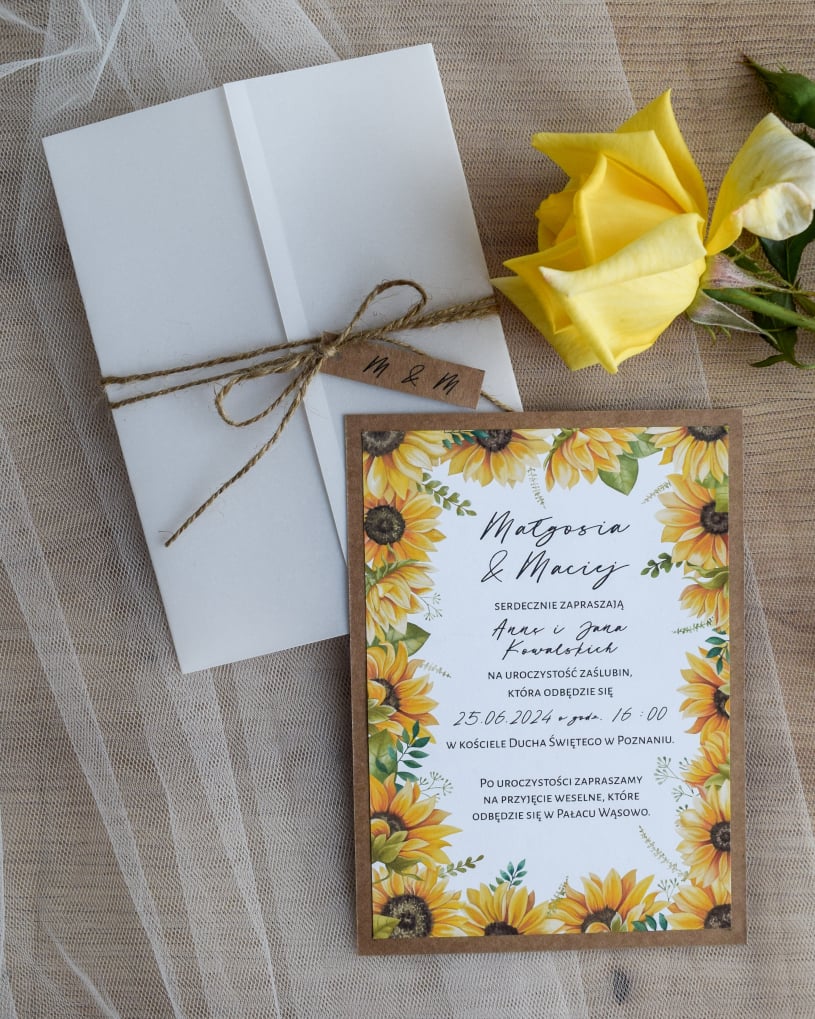 M & M
Małgosia
& Maciej
SERDECZNIE ZAPRASZAJĄ
Annę i Jana
Kowalskich
NA UROCZYSTOŚĆ ZAŚLUBIN,
KTÓRA ODBĘDZIE SIĘ
25.06.2024 o godz. 16:00
W KOŚCIELE DUCHA ŚWIĘTEGO W POZNANIU.
PO UROCZYSTOŚCI ZAPRASZAMY
NA PRZYJĘCIE WESELNE, KTÓRE
ODBĘDZIE SIĘ W PAŁACU WĄSOWO.